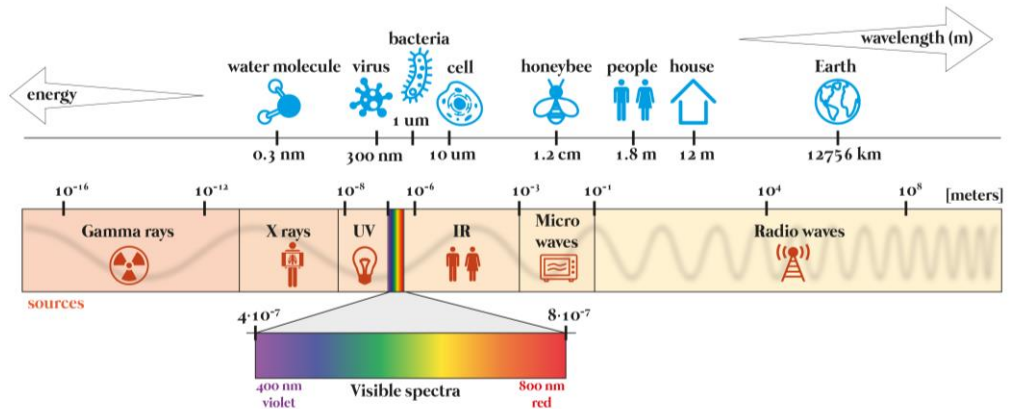 wavelength (m)
energy
water molecule
virus
bacteria
cell
honeybee
people
house
Earth
0.3 nm
300 nm
1 um
10 um
1.2 cm
1.8 m
12 m
12756 km
10⁻¹⁶
10⁻¹²
10⁻⁸
10⁻⁶
10⁻³
10⁻¹
10⁴
10⁸
[meters]
Gamma rays
X rays
UV
IR
Micro
waves
Radio waves
sources
4·10⁻⁷
8·10⁻⁷
400 nm
violet
Visible spectra
800 nm
red